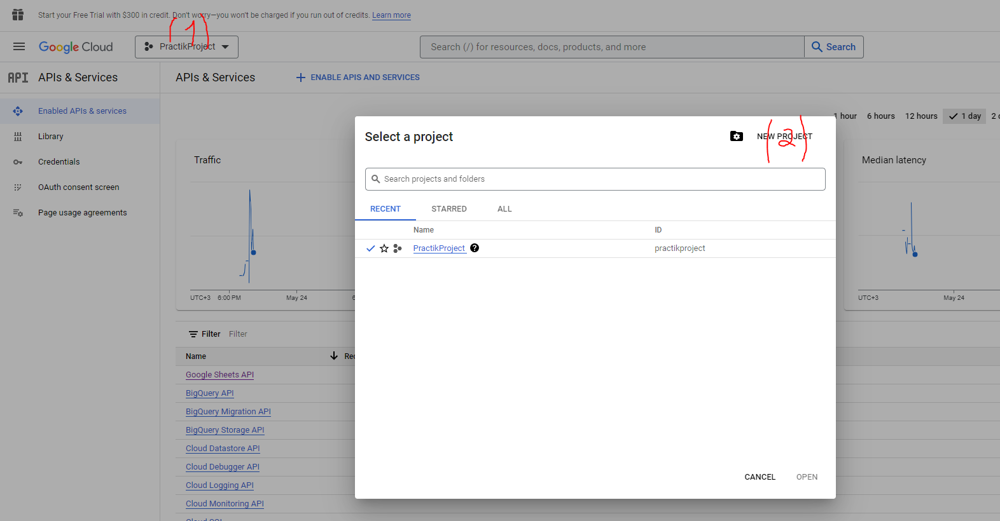 Start your Free Trial with $300 in credit. Don't worry—you won't be charged if you run out of credits. Learn more
(1)
Google Cloud
PractikProject
Search (/) for resources, docs, products, and more
Search
API
APIs & Services
APIs & Services
ENABLE APIS AND SERVICES
Enabled APIs & services
Library
Credentials
OAuth consent screen
Page usage agreements
1 hour 6 hours 12 hours 1 day 2
Traffic
UTC+3 6:00 PM May 24 6
Median latency
UTC+3 May 24
Select a project
NEW PROJECT
(2)
Search projects and folders
RECENT STARRED ALL
Name ID
PractikProject practikproject
CANCEL OPEN
Filter Filter
Name
Google Sheets API
BigQuery API
BigQuery Migration API
BigQuery Storage API
Cloud Datastore API
Cloud Debugger API
Cloud Logging API
Cloud Monitoring API